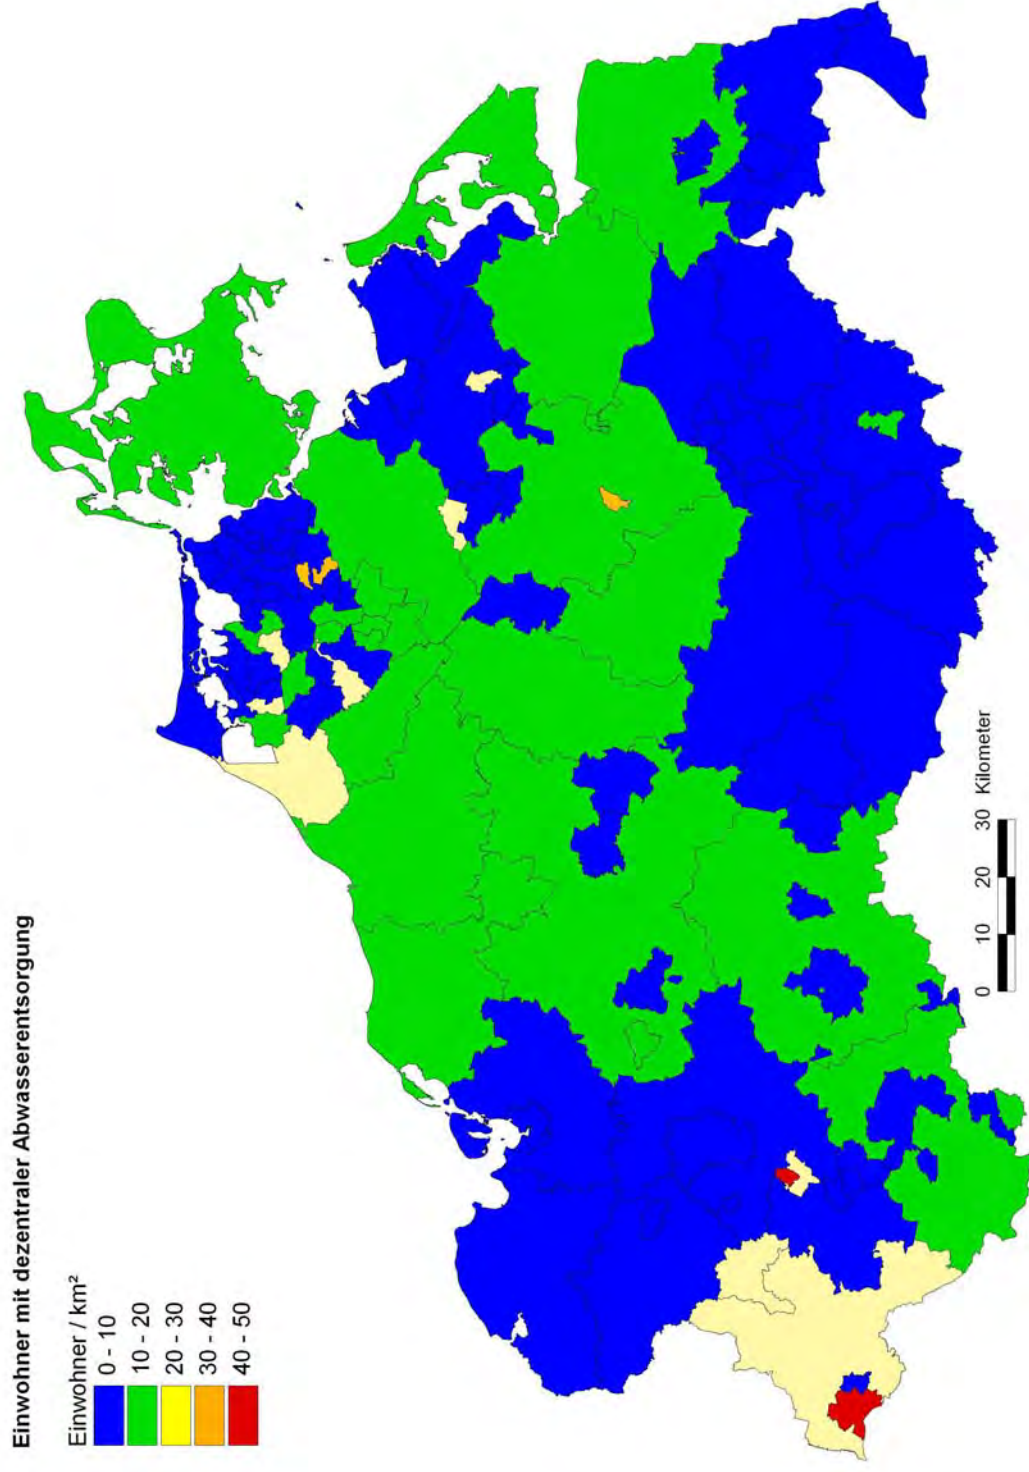 Einwohner mit dezentraler Abwasserentsorgung
Einwohner / km²
0 - 10
10 - 20
20 - 30
30 - 40
40 - 50
0 10 20 30 Kilometer